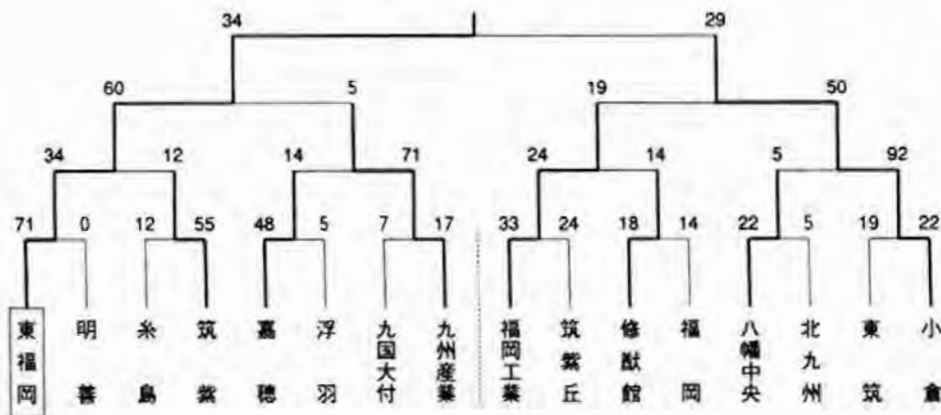 34 29
60 5 19 50
34 12 14 71 24 14 5 92
71 0 12 55 48 5 7 17 33 24 18 14 22 5 19 22
東福岡
明善
糸島
筑紫
嘉穂
浮羽
九国大付
九州産業
福岡工業
筑紫丘
修猷館
福岡
八幡中央
北九州
東筑
小倉